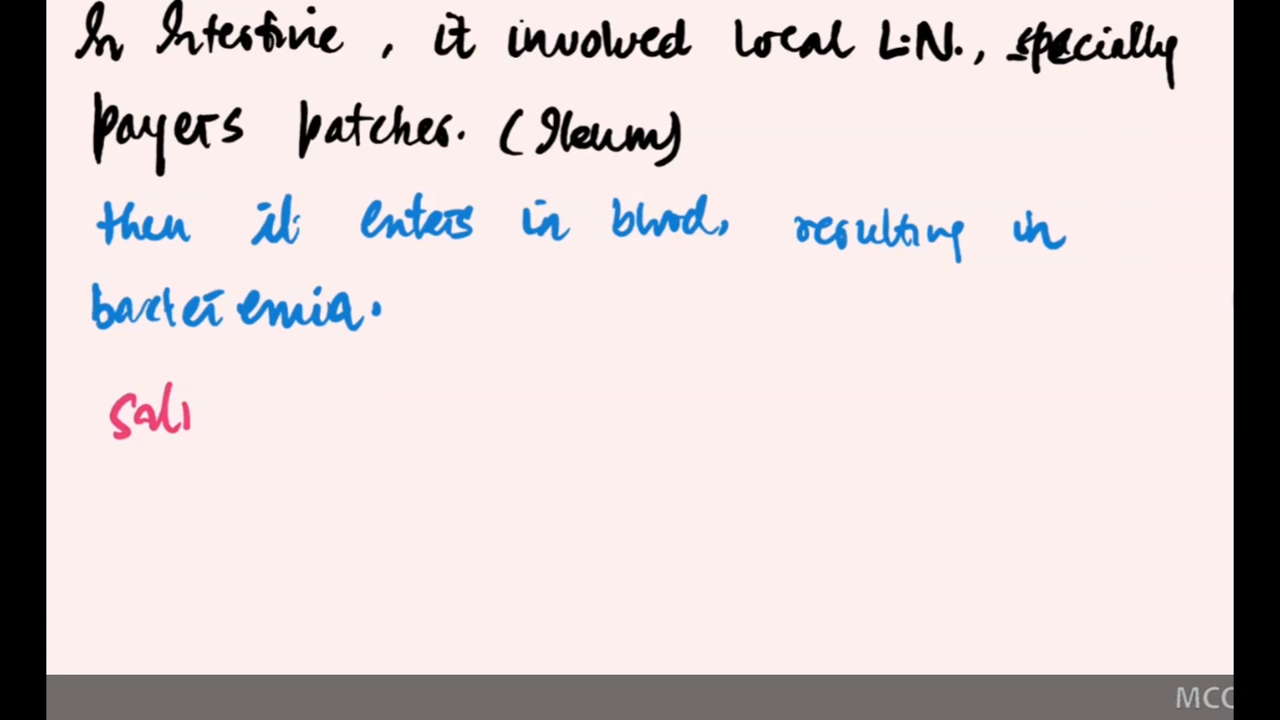 In Intestine, it involved local L.N., specially
payers patches. (Ileum)
then it enters in blood, resulting in
bacteremia.
Sal
MCC